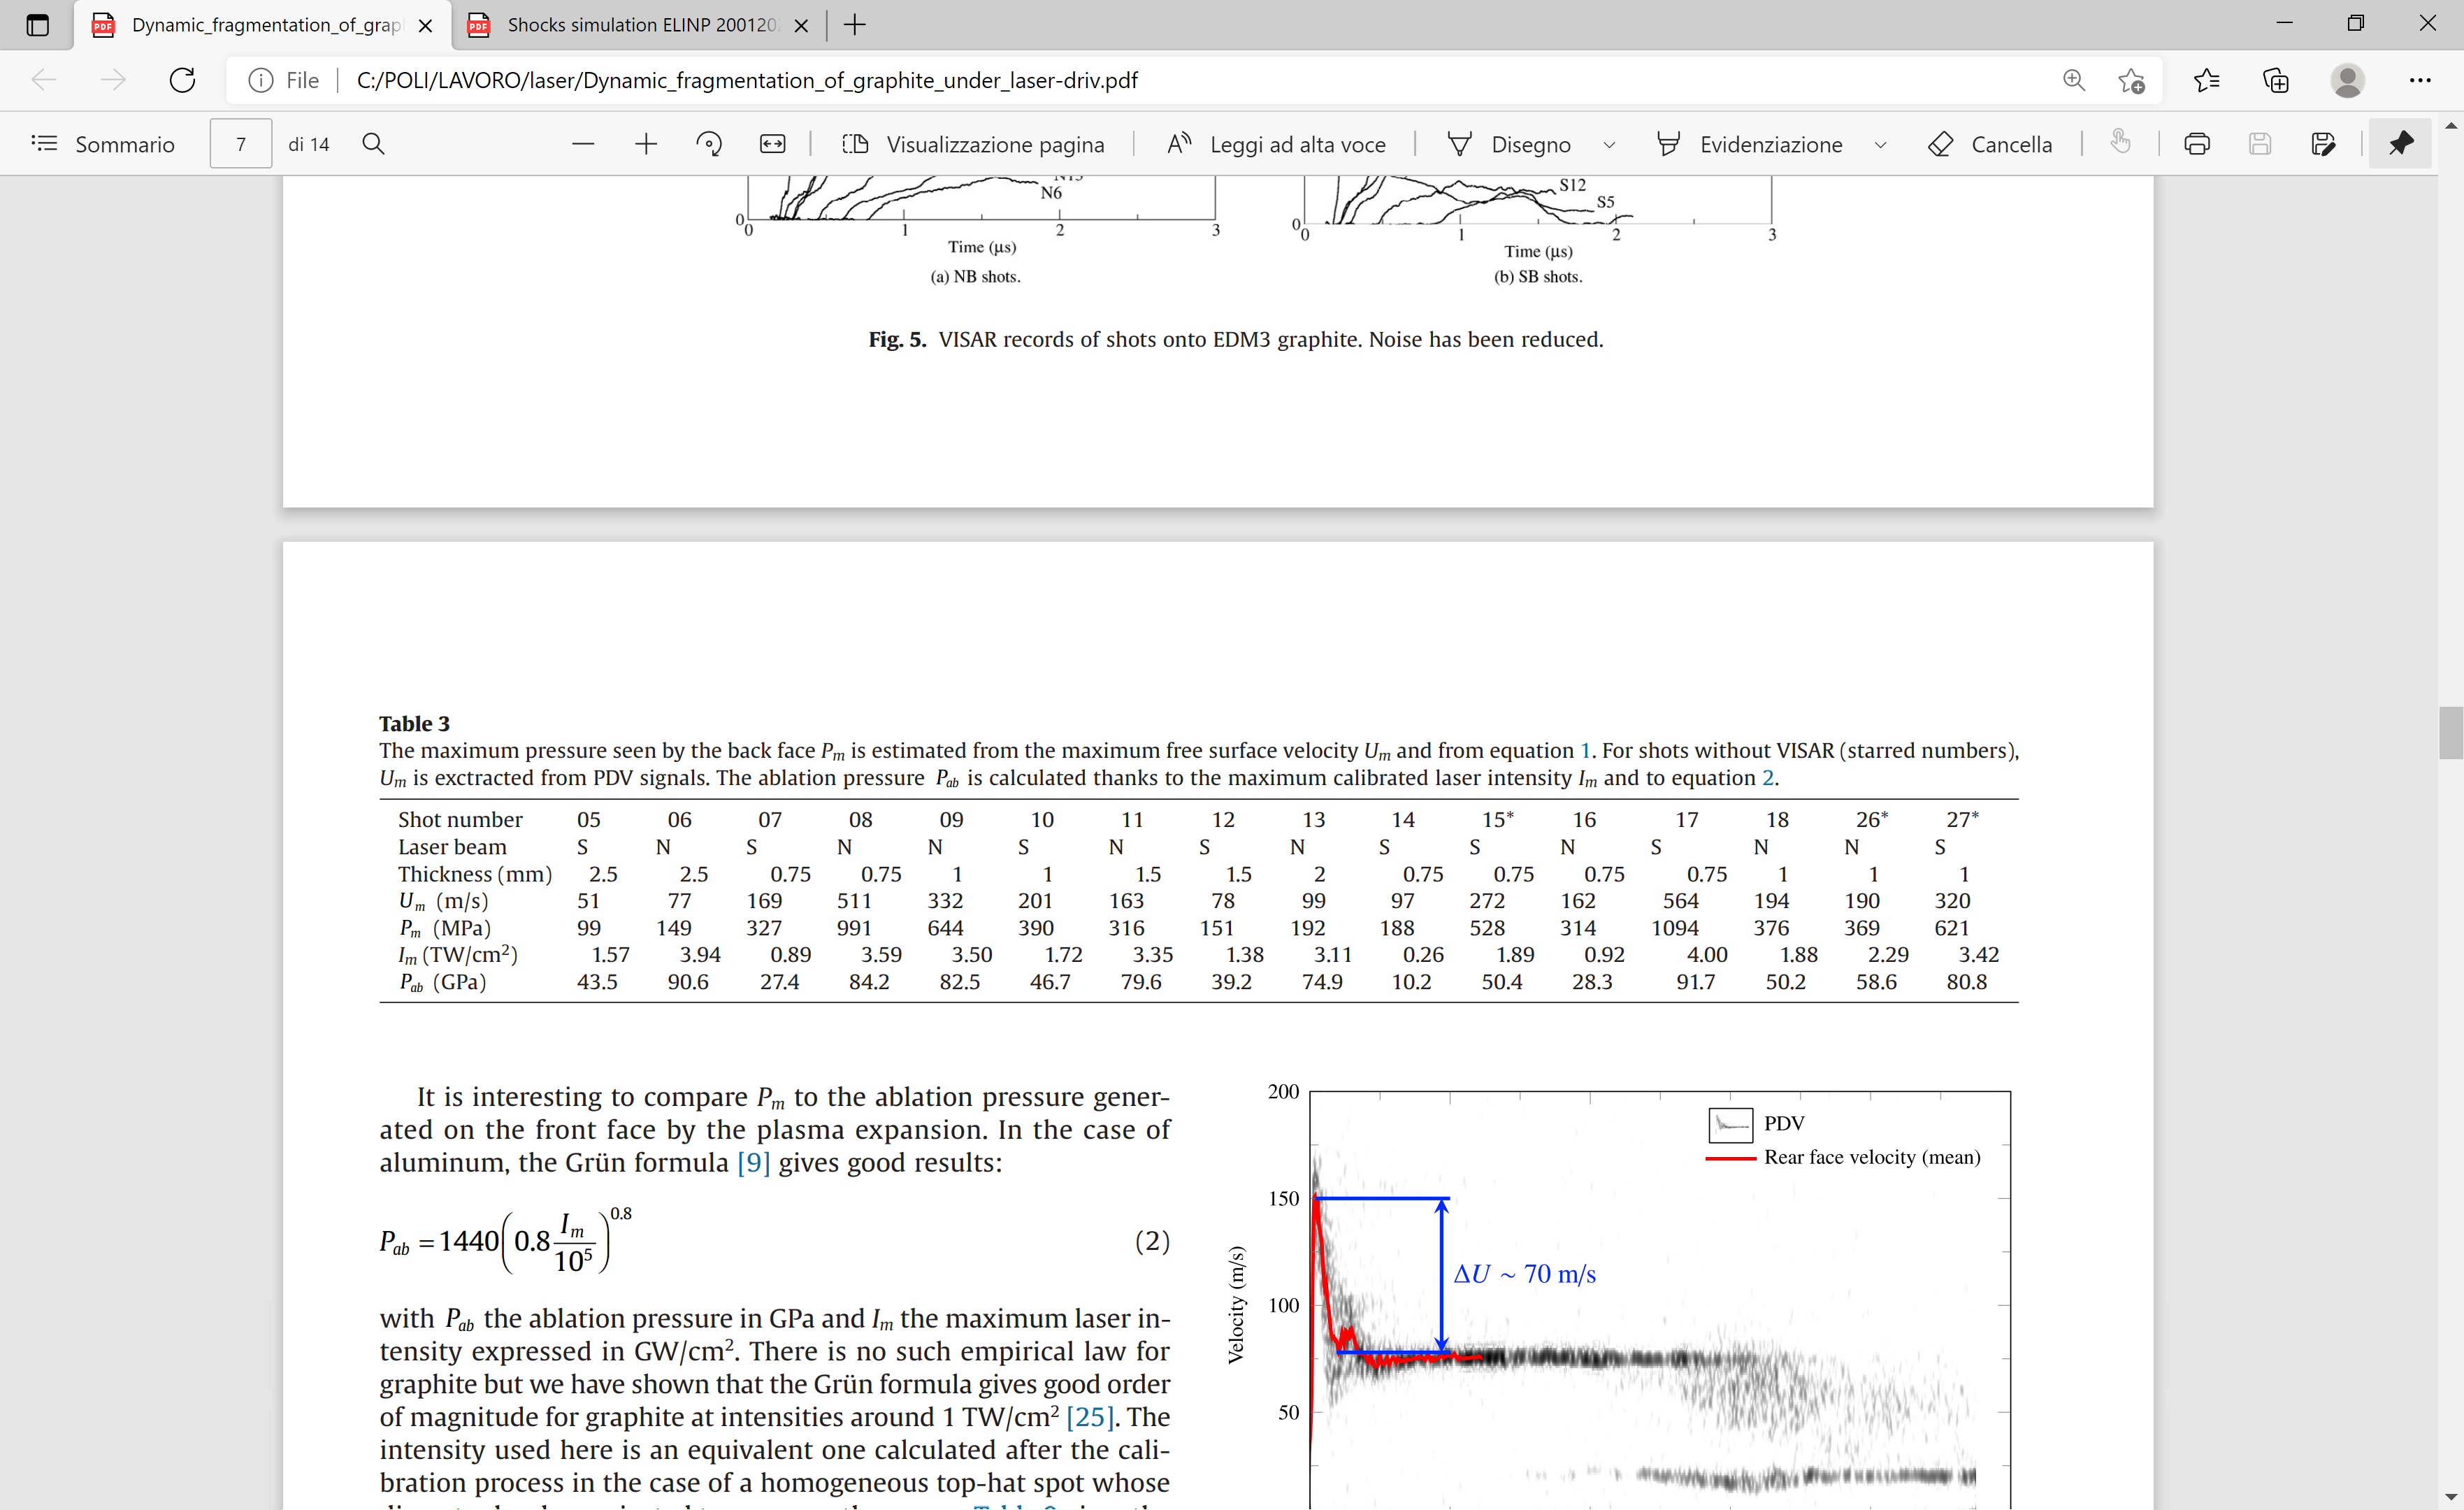 Dynamic_fragmentation_of_grap
Shocks simulation ELINP 200120
File
C:/POLI/LAVORO/laser/Dynamic_fragmentation_of_graphite_under_laser-driv.pdf
Sommario 7 di 14
Visualizzazione pagina
Leggi ad alta voce
Disegno
Evidenziazione
Cancella
N6
0
0 1 2 3
Time (μs)
(a) NB shots.
S12
S5
0
0 1 2 3
Time (μs)
(b) SB shots.
Fig. 5. VISAR records of shots onto EDM3 graphite. Noise has been reduced.
Table 3
The maximum pressure seen by the back face Pm is estimated from the maximum free surface velocity Um and from equation 1. For shots without VISAR (starred numbers),
Um is exctracted from PDV signals. The ablation pressure Pab is calculated thanks to the maximum calibrated laser intensity Im and to equation 2.
Shot number 05 06 07 08 09 10 11 12 13 14 15* 16 17 18 26* 27*
Laser beam S N S N N S N S N S S N S N N S
Thickness (mm) 2.5 2.5 0.75 0.75 1 1 1.5 1.5 2 0.75 0.75 0.75 0.75 1 1 1
Um (m/s) 51 77 169 511 332 201 163 78 99 97 272 162 564 194 190 320
Pm (MPa) 99 149 327 991 644 390 316 151 192 188 528 314 1094 376 369 621
Im (TW/cm²) 1.57 3.94 0.89 3.59 3.50 1.72 3.35 1.38 3.11 0.26 1.89 0.92 4.00 1.88 2.29 3.42
Pab (GPa) 43.5 90.6 27.4 84.2 82.5 46.7 79.6 39.2 74.9 10.2 50.4 28.3 91.7 50.2 58.6 80.8
It is interesting to compare Pm to the ablation pressure gener-
ated on the front face by the plasma expansion. In the case of
aluminum, the Grün formula [9] gives good results:
Pab = 1440(0.8 Im/10⁵)^0.8 (2)
with Pab the ablation pressure in GPa and Im the maximum laser in-
tensity expressed in GW/cm². There is no such empirical law for
graphite but we have shown that the Grün formula gives good order
of magnitude for graphite at intensities around 1 TW/cm² [25]. The
intensity used here is an equivalent one calculated after the cali-
bration process in the case of a homogeneous top-hat spot whose
200
150
100
50
Velocity (m/s)
PDV
Rear face velocity (mean)
ΔU ~ 70 m/s